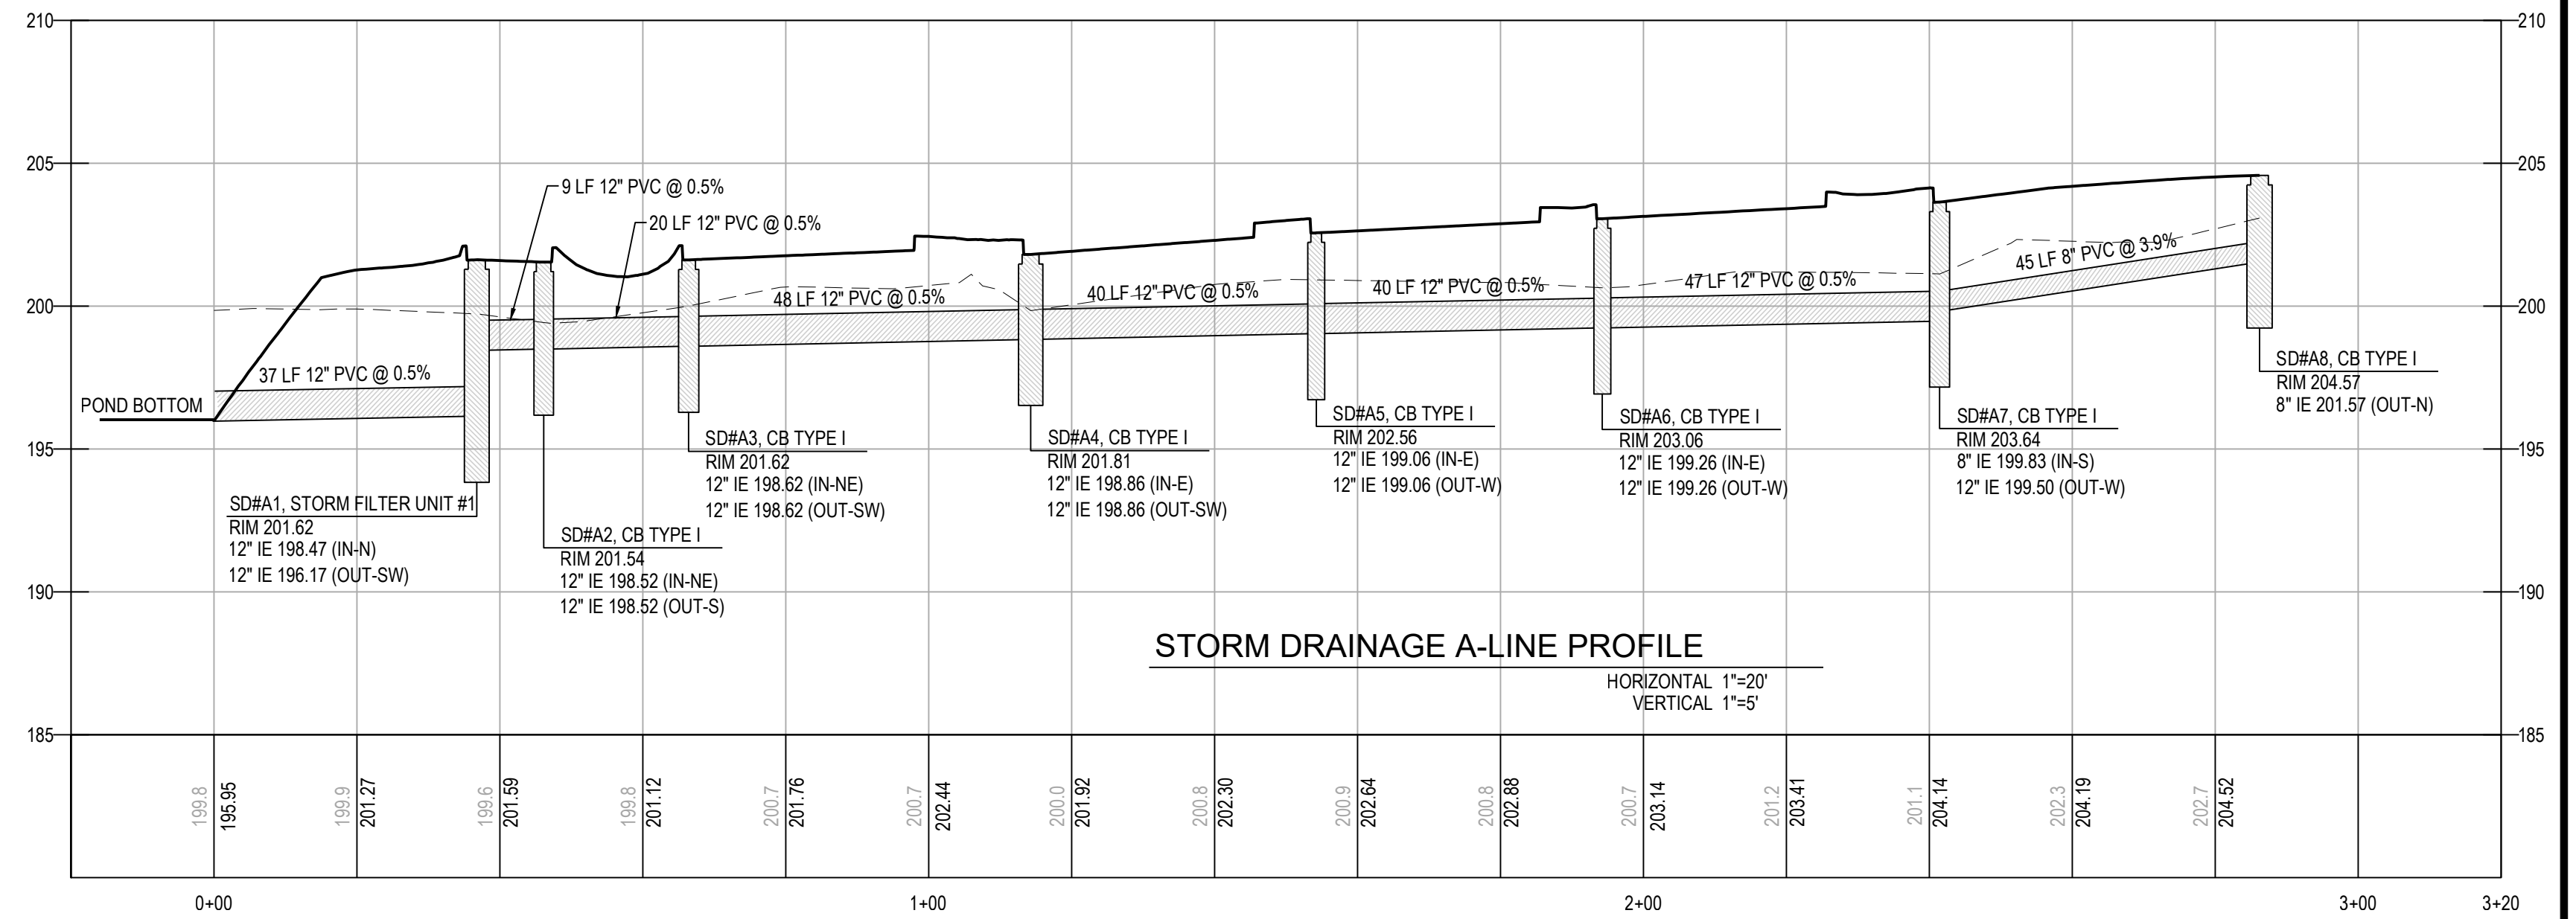 210
210
205
205
200
200
195
195
190
190
185
185
9 LF 12" PVC @ 0.5%
20 LF 12" PVC @ 0.5%
37 LF 12" PVC @ 0.5%
48 LF 12" PVC @ 0.5%
40 LF 12" PVC @ 0.5%
40 LF 12" PVC @ 0.5%
47 LF 12" PVC @ 0.5%
45 LF 8" PVC @ 3.9%
POND BOTTOM
SD#A1, STORM FILTER UNIT #1
RIM 201.62
12" IE 198.47 (IN-N)
12" IE 196.17 (OUT-SW)
SD#A2, CB TYPE I
RIM 201.54
12" IE 198.52 (IN-NE)
12" IE 198.52 (OUT-S)
SD#A3, CB TYPE I
RIM 201.62
12" IE 198.62 (IN-NE)
12" IE 198.62 (OUT-SW)
SD#A4, CB TYPE I
RIM 201.81
12" IE 198.86 (IN-E)
12" IE 198.86 (OUT-SW)
SD#A5, CB TYPE I
RIM 202.56
12" IE 199.06 (IN-E)
12" IE 199.06 (OUT-W)
SD#A6, CB TYPE I
RIM 203.06
12" IE 199.26 (IN-E)
12" IE 199.26 (OUT-W)
SD#A7, CB TYPE I
RIM 203.64
8" IE 199.83 (IN-S)
12" IE 199.50 (OUT-W)
SD#A8, CB TYPE I
RIM 204.57
8" IE 201.57 (OUT-N)
STORM DRAINAGE A-LINE PROFILE
HORIZONTAL 1"=20'
VERTICAL 1"=5'
199.8
195.95
199.9
201.27
199.6
201.59
199.8
201.12
200.7
201.76
200.7
202.44
200.0
201.92
200.8
202.30
200.9
202.64
200.8
202.88
200.7
203.14
201.2
203.41
201.1
204.14
202.3
204.19
202.7
204.52
0+00
1+00
2+00
3+00
3+20